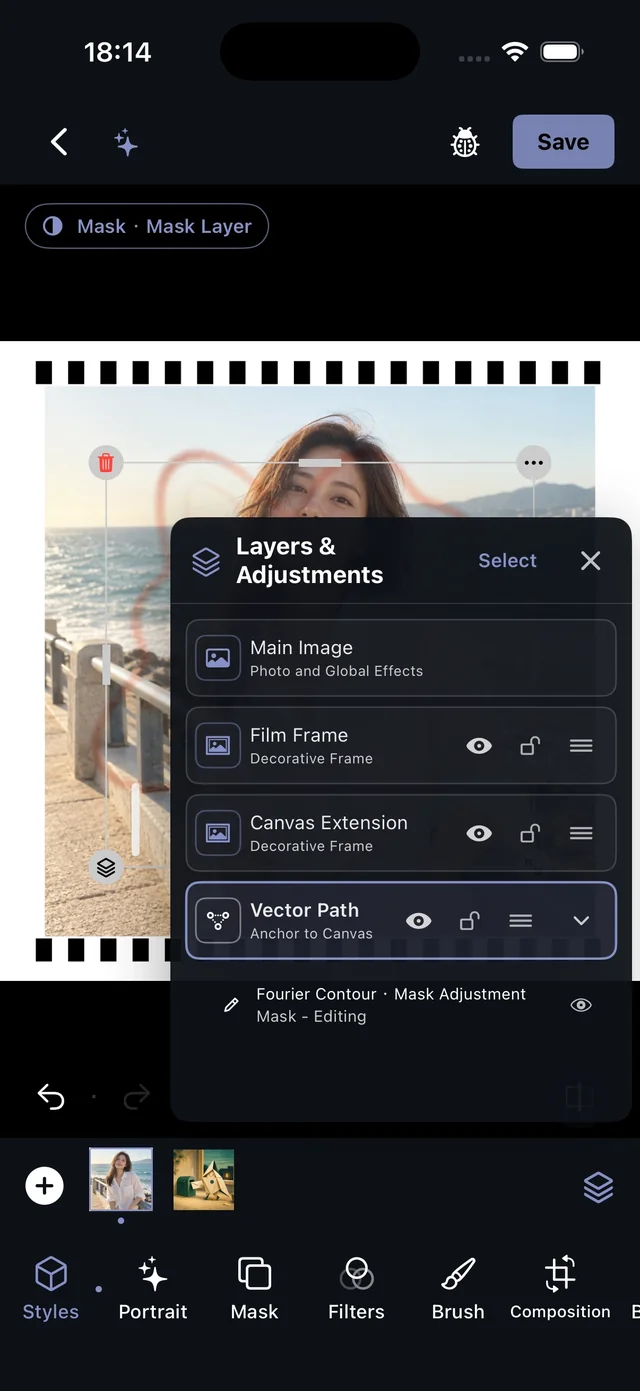 18:14
Save
Mask · Mask Layer
Layers &
Adjustments
Select
Main Image
Photo and Global Effects
Film Frame
Decorative Frame
Canvas Extension
Decorative Frame
Vector Path
Anchor to Canvas
Fourier Contour · Mask Adjustment
Mask - Editing
Styles
Portrait
Mask
Filters
Brush
Composition